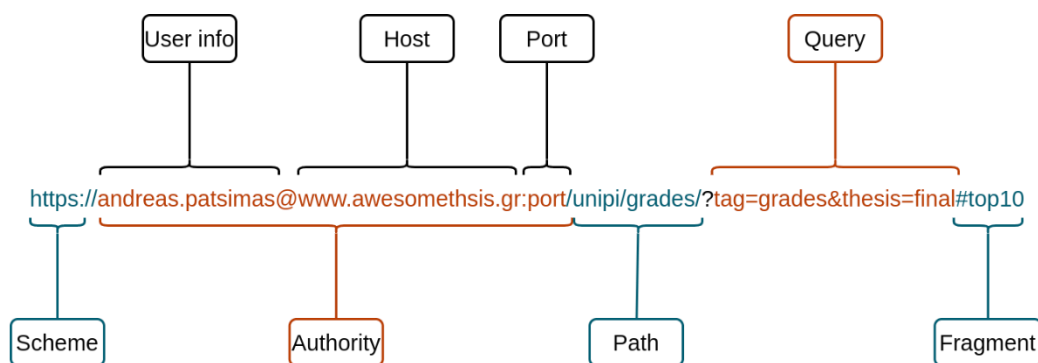 User info Host Port Query
https://andreas.patsimas@www.awesomethsis.gr:port/unipi/grades/?tag=grades&thesis=final#top10
Scheme Authority Path Fragment